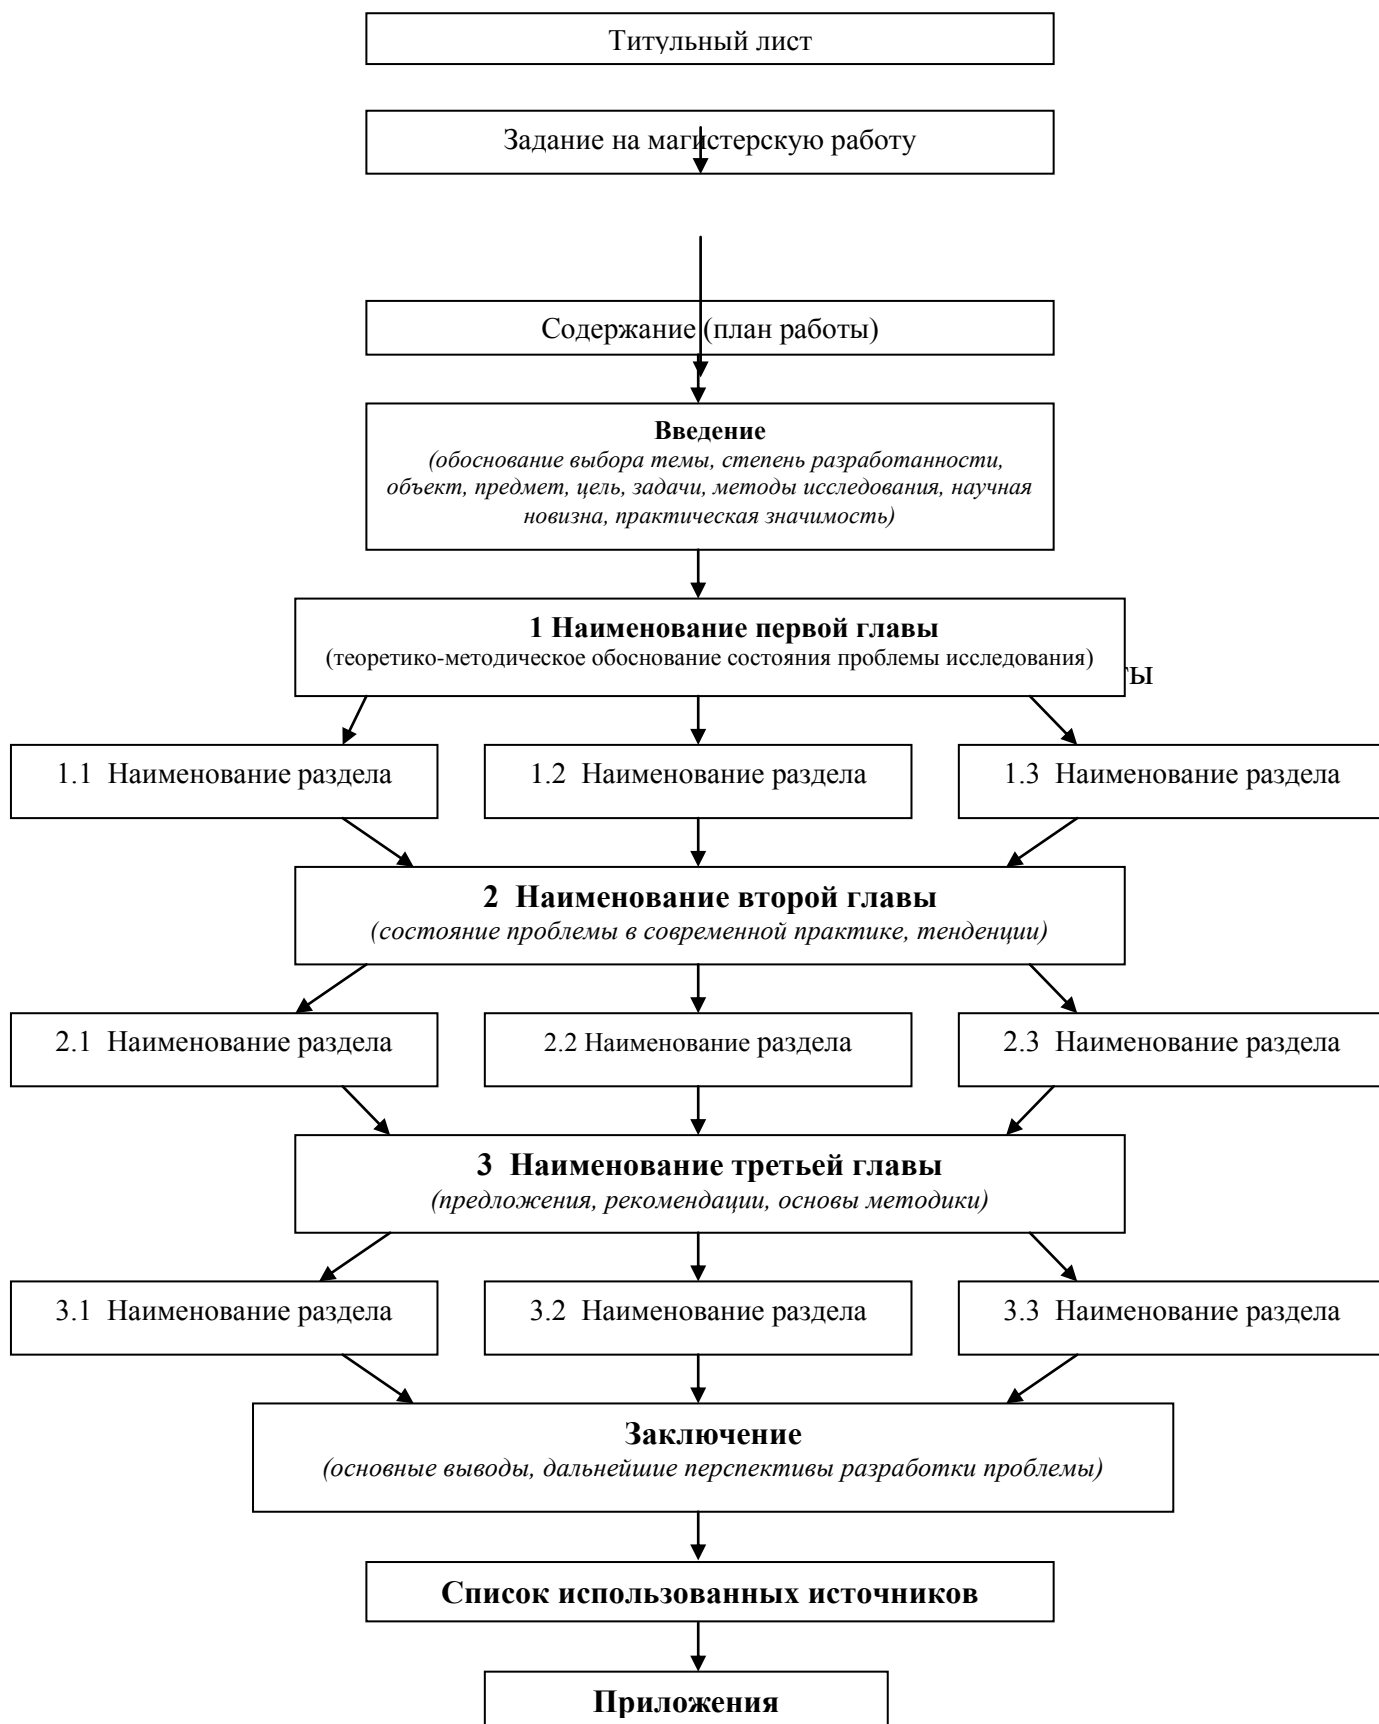 Титульный лист
Задание на магистерскую работу
Содержание (план работы)
Введение
(обоснование выбора темы, степень разработанности,
объект, предмет, цель, задачи, методы исследования, научная
новизна, практическая значимость)
1 Наименование первой главы
(теоретико-методическое обоснование состояния проблемы исследования)
ты
1.1 Наименование раздела
1.2 Наименование раздела
1.3 Наименование раздела
2 Наименование второй главы
(состояние проблемы в современной практике, тенденции)
2.1 Наименование раздела
2.2 Наименование раздела
2.3 Наименование раздела
3 Наименование третьей главы
(предложения, рекомендации, основы методики)
3.1 Наименование раздела
3.2 Наименование раздела
3.3 Наименование раздела
Заключение
(основные выводы, дальнейшие перспективы разработки проблемы)
Список использованных источников
Приложения